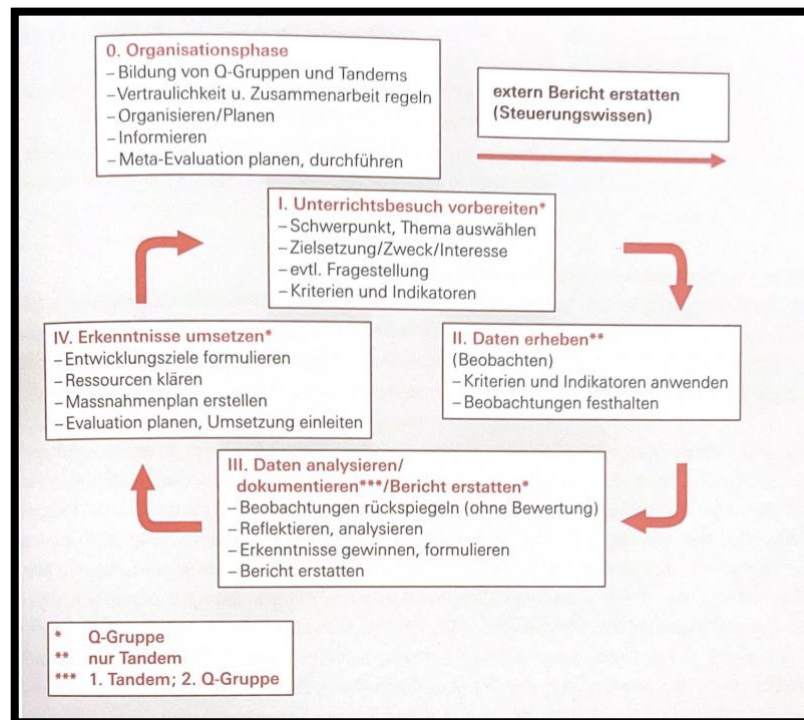 0. Organisationsphase
– Bildung von Q-Gruppen und Tandems
– Vertraulichkeit u. Zusammenarbeit regeln
– Organisieren/Planen
– Informieren
– Meta-Evaluation planen, durchführen
extern Bericht erstatten
(Steuerungswissen)
I. Unterrichtsbesuch vorbereiten*
– Schwerpunkt, Thema auswählen
– Zielsetzung/Zweck/Interesse
– evtl. Fragestellung
– Kriterien und Indikatoren
II. Daten erheben**
(Beobachten)
– Kriterien und Indikatoren anwenden
– Beobachtungen festhalten
III. Daten analysieren/
dokumentieren***/Bericht erstatten*
– Beobachtungen rückspiegeln (ohne Bewertung)
– Reflektieren, analysieren
– Erkenntnisse gewinnen, formulieren
– Bericht erstatten
IV. Erkenntnisse umsetzen*
– Entwicklungsziele formulieren
– Ressourcen klären
– Massnahmenplan erstellen
– Evaluation planen, Umsetzung einleiten
* Q-Gruppe
** nur Tandem
*** 1. Tandem; 2. Q-Gruppe